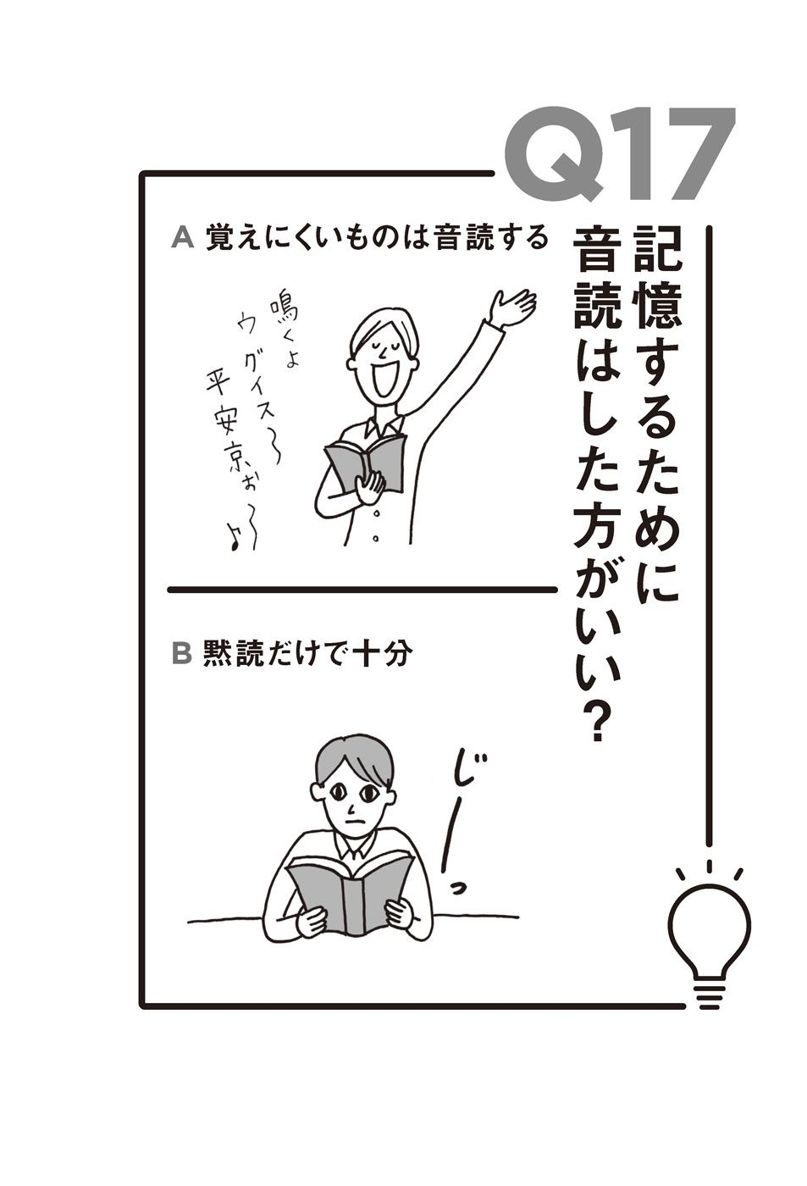 Q17
記憶するために
音読はした方がいい?
A 覚えにくいものは音読する
鳴くよ
ウグイス〜
平安京ぉ〜♪
B 黙読だけで十分
じーっ